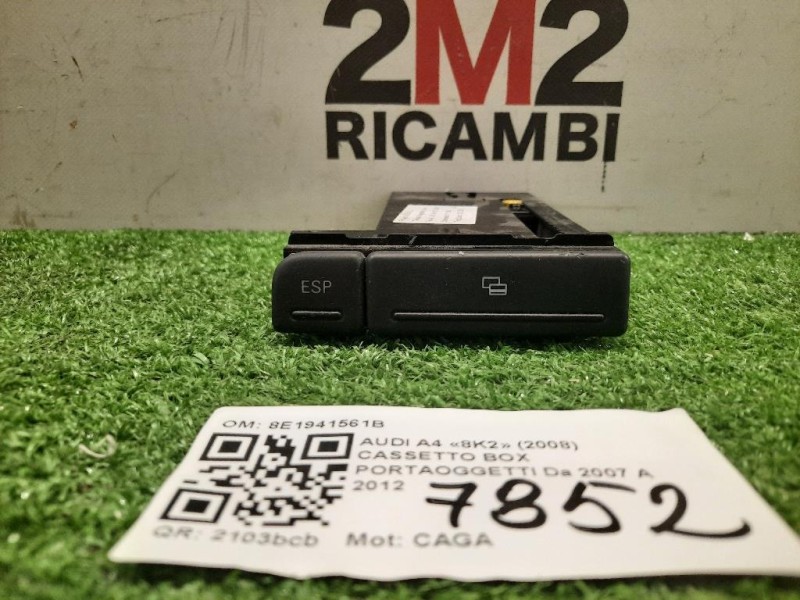 2M2
RICAMBI
ESP
OM: 8E1941561B
AUDI A4 «8K2» (2008)
CASSETTO BOX
PORTAOGGETTI Da 2007 A
2012
7852
QR: 2103bcb Mot: CAGA